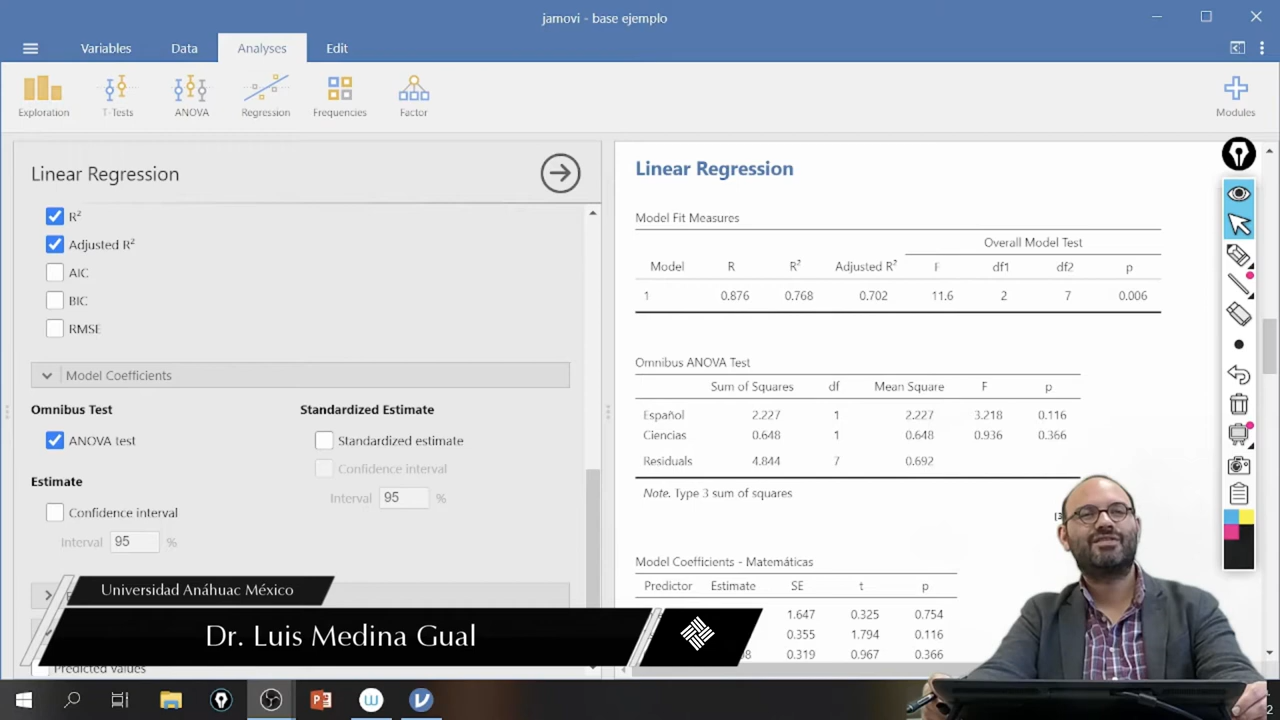 jamovi - base ejemplo
Variables Data Analyses Edit
Exploration T-Tests ANOVA Regression Frequencies Factor Modules
Linear Regression
R²
Adjusted R²
AIC
BIC
RMSE
Model Coefficients
Omnibus Test Standardized Estimate
ANOVA test Standardized estimate
Confidence interval
Estimate Interval 95 %
Confidence interval
Interval 95 %
Predicted values
Linear Regression
Model Fit Measures
Overall Model Test
Model R R² Adjusted R² F df1 df2 p
1 0.876 0.768 0.702 11.6 2 7 0.006
Omnibus ANOVA Test
Sum of Squares df Mean Square F p
Español 2.227 1 2.227 3.218 0.116
Ciencias 0.648 1 0.648 0.936 0.366
Residuals 4.844 7 0.692
Note. Type 3 sum of squares
Model Coefficients - Matemáticas
Predictor Estimate SE t p
1.647 0.325 0.754
0.355 1.794 0.116
0.319 0.967 0.366
Universidad Anáhuac México
Dr. Luis Medina Gual